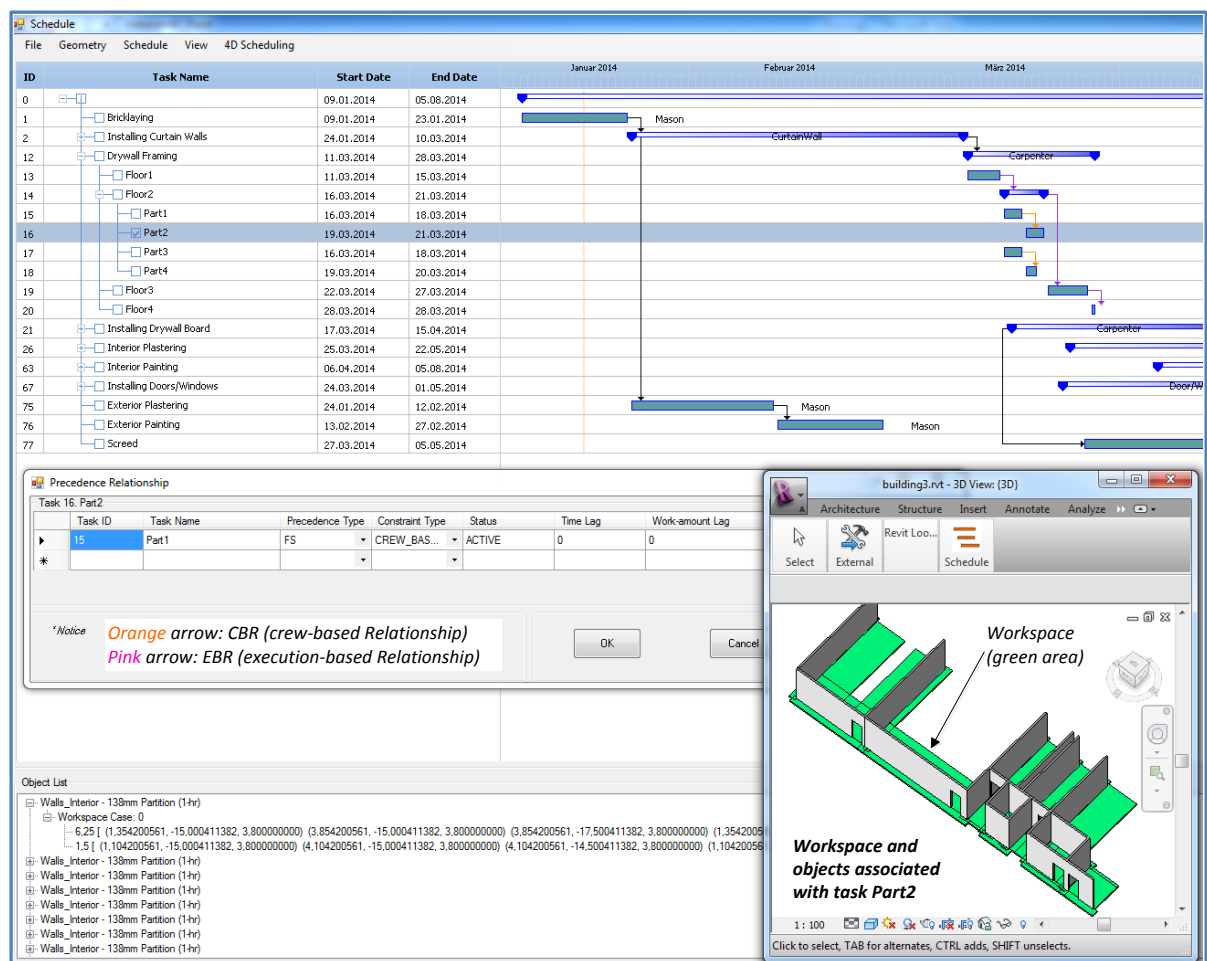 Schedule
File Geometry Schedule View 4D Scheduling
ID Task Name Start Date End Date Januar 2014 Februar 2014 März 2014
0 09.01.2014 05.08.2014
1 Bricklaying 09.01.2014 23.01.2014 Mason
2 Installing Curtain Walls 24.01.2014 10.03.2014 CurtainWall
12 Drywall Framing 11.03.2014 28.03.2014 Carpenter
13 Floor1 11.03.2014 15.03.2014
14 Floor2 16.03.2014 21.03.2014
15 Part1 16.03.2014 18.03.2014
16 Part2 19.03.2014 21.03.2014
17 Part3 16.03.2014 18.03.2014
18 Part4 19.03.2014 20.03.2014
19 Floor3 22.03.2014 27.03.2014
20 Floor4 28.03.2014 28.03.2014
21 Installing Drywall Board 17.03.2014 15.04.2014 Carpenter
26 Interior Plastering 25.03.2014 22.05.2014
63 Interior Painting 06.04.2014 05.08.2014
67 Installing Doors/Windows 24.03.2014 01.05.2014 Door/W
75 Exterior Plastering 24.01.2014 12.02.2014 Mason
76 Exterior Painting 13.02.2014 27.02.2014 Mason
77 Screed 27.03.2014 05.05.2014
Precedence Relationship
Task 16. Part2
Task ID Task Name Precedence Type Constraint Type Status Time Lag Work-amount Lag
15 Part1 FS CREW_BAS... ACTIVE 0 0
*Notice
Orange arrow: CBR (crew-based Relationship)
Pink arrow: EBR (execution-based Relationship)
OK Cancel
building3.rvt - 3D View: {3D}
Architecture Structure Insert Annotate Analyze
Revit Loo...
Select External Schedule
Workspace
(green area)
Workspace and
objects associated
with task Part2
1 : 100
Click to select, TAB for alternates, CTRL adds, SHIFT unselects.
Object List
Walls_Interior - 138mm Partition (1-hr)
Workspace Case: 0
6,25 [ (1,354200561, -15,000411382, 3,800000000) (3,854200561, -15,000411382, 3,800000000) (3,854200561, -17,500411382, 3,800000000) (1,3542005
1,5 [ (1,104200561, -15,000411382, 3,800000000) (4,104200561, -15,000411382, 3,800000000) (4,104200561, -14,500411382, 3,800000000) (1,10420056
Walls_Interior - 138mm Partition (1-hr)
Walls_Interior - 138mm Partition (1-hr)
Walls_Interior - 138mm Partition (1-hr)
Walls_Interior - 138mm Partition (1-hr)
Walls_Interior - 138mm Partition (1-hr)
Walls_Interior - 138mm Partition (1-hr)
Walls_Interior - 138mm Partition (1-hr)